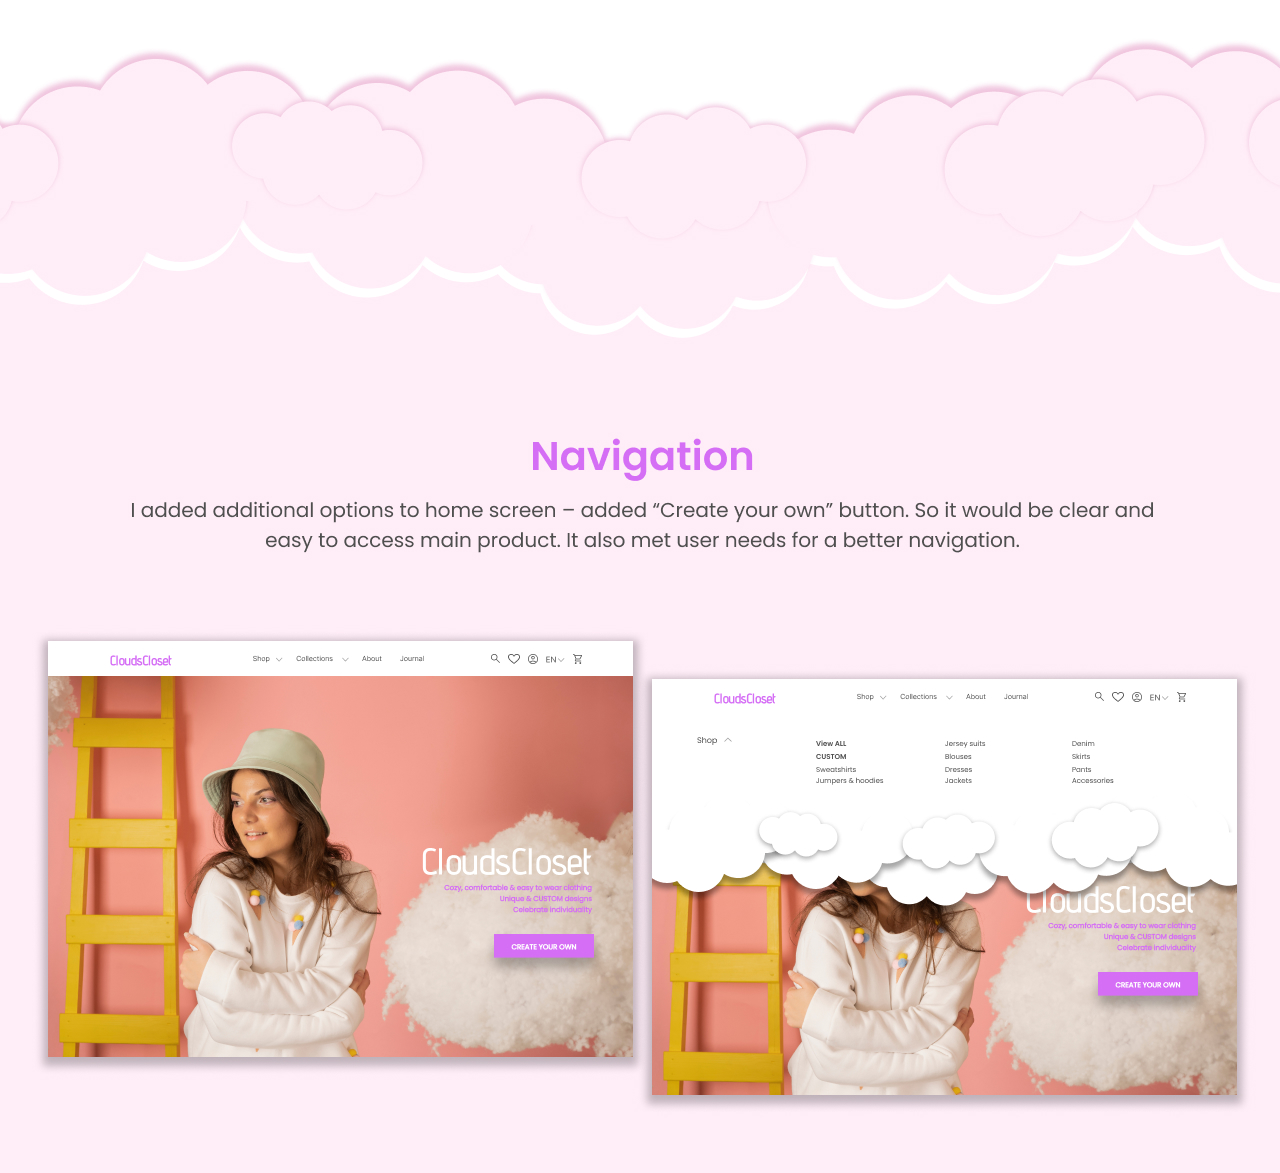 Navigation
I added additional options to home screen – added “Create your own” button. So it would be clear and
easy to access main product. It also met user needs for a better navigation.
CloudsCloset
Shop
Collections
About
Journal
EN
CloudsCloset
Cozy, comfortable & easy to wear clothing
Unique & CUSTOM designs
Celebrate individuality
CREATE YOUR OWN
CloudsCloset
Shop
Collections
About
Journal
EN
Shop
View ALL
CUSTOM
Sweatshirts
Jumpers & hoodies
Jersey suits
Blouses
Dresses
Jackets
Denim
Skirts
Pants
Accessories
CloudsCloset
Cozy, comfortable & easy to wear clothing
Unique & CUSTOM designs
Celebrate individuality
CREATE YOUR OWN